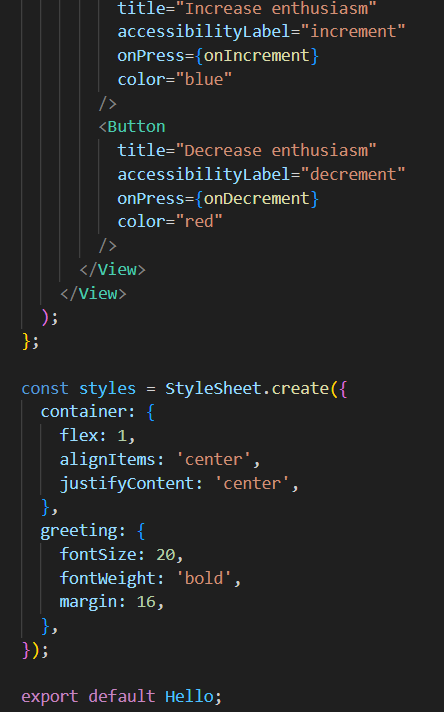 title="Increase enthusiasm"
accessibilityLabel="increment"
onPress={onIncrement}
color="blue"
/>
<Button
title="Decrease enthusiasm"
accessibilityLabel="decrement"
onPress={onDecrement}
color="red"
/>
</View>
</View>
);
};
const styles = StyleSheet.create({
container: {
flex: 1,
alignItems: 'center',
justifyContent: 'center',
},
greeting: {
fontSize: 20,
fontWeight: 'bold',
margin: 16,
},
});
export default Hello;